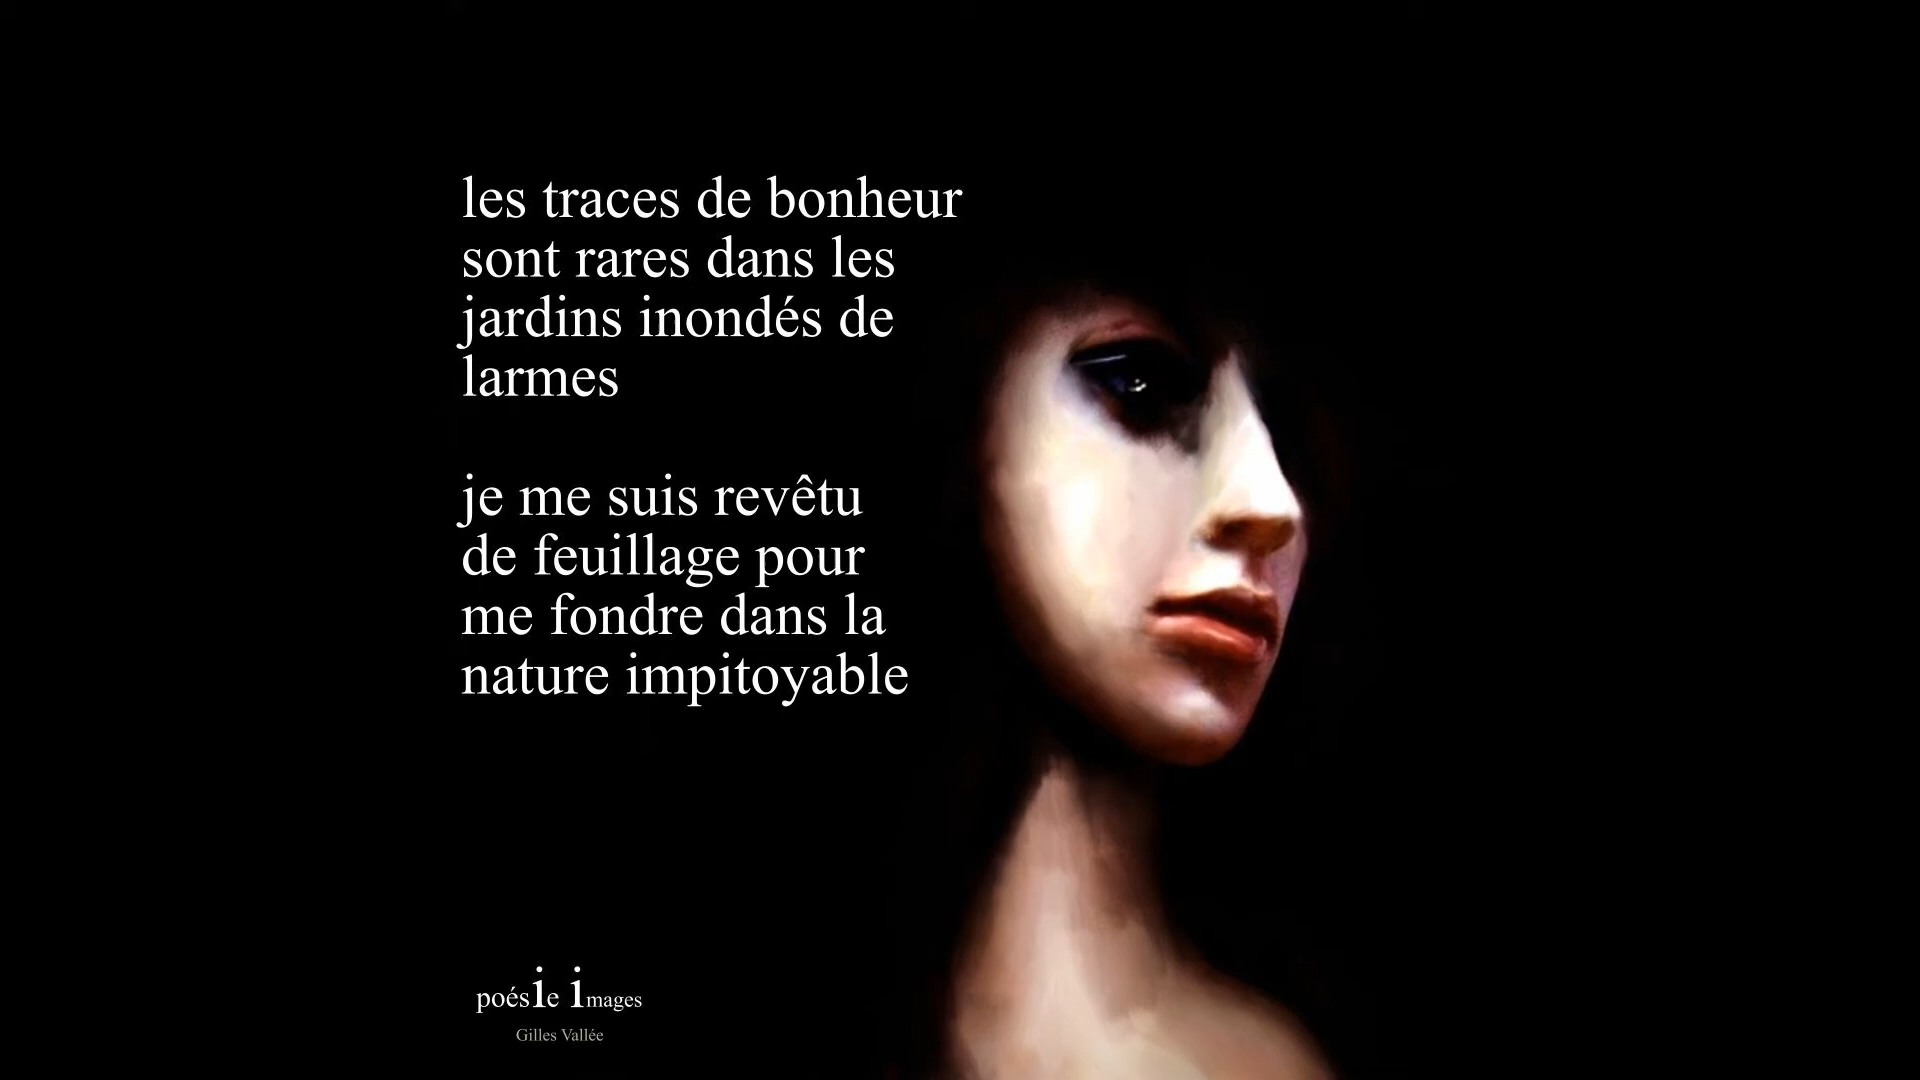 les traces de bonheur
sont rares dans les
jardins inondés de
larmes
je me suis revêtu
de feuillage pour
me fondre dans la
nature impitoyable
poésie images
Gilles Vallée